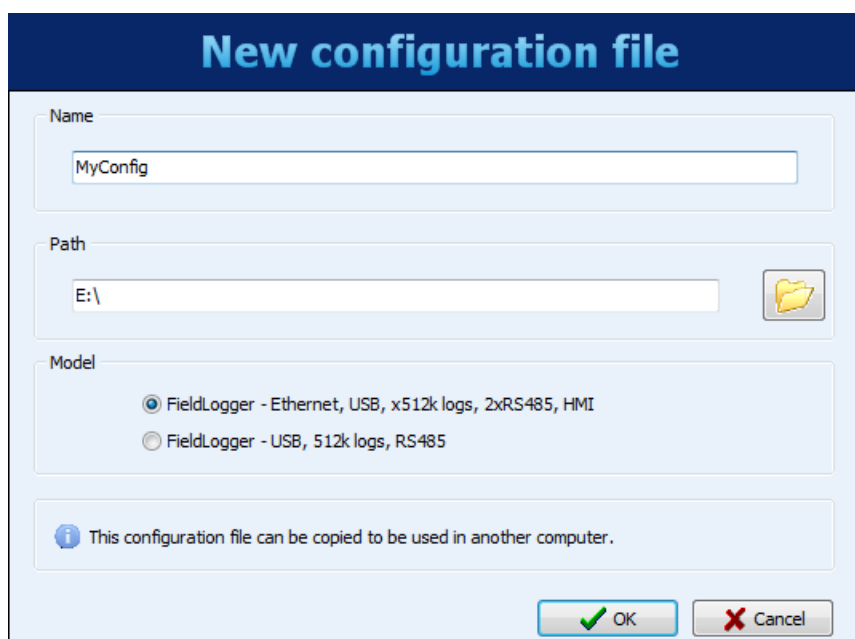 New configuration file
Name
MyConfig
Path
E:\
Model
FieldLogger - Ethernet, USB, x512k logs, 2xRS485, HMI
FieldLogger - USB, 512k logs, RS485
This configuration file can be copied to be used in another computer.
OK
Cancel